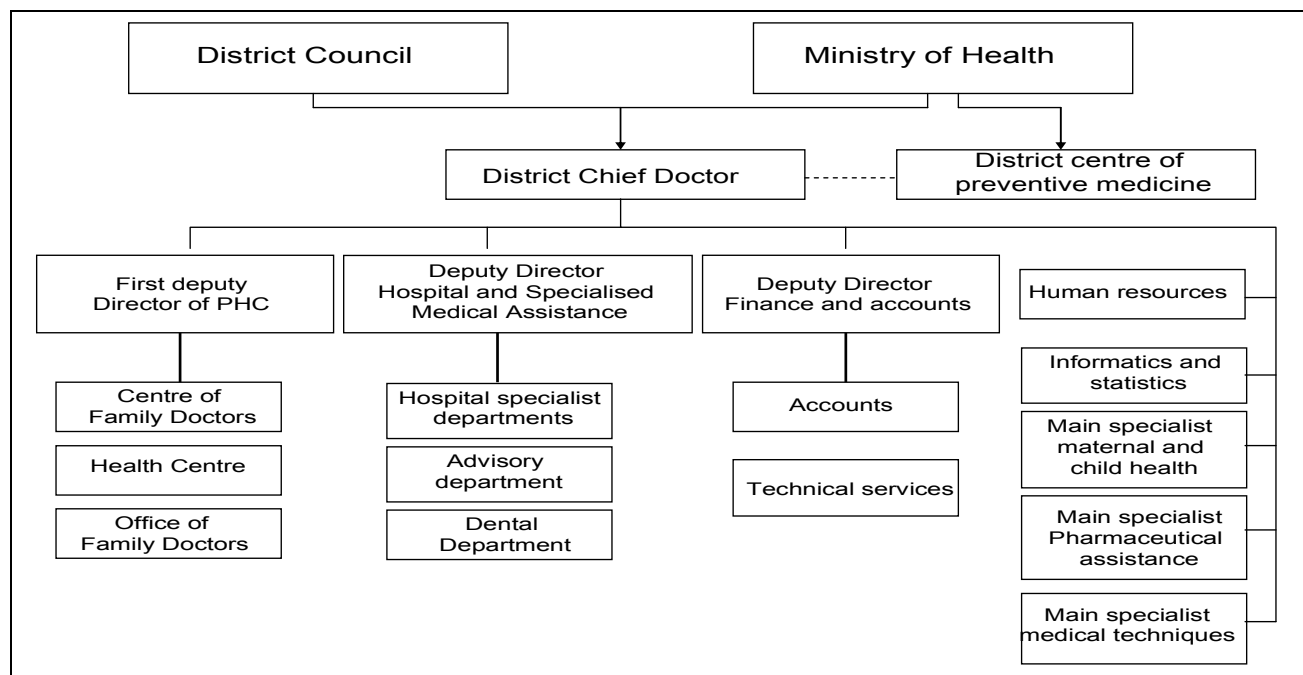 District Council
Ministry of Health
District Chief Doctor
District centre of
preventive medicine
First deputy
Director of PHC
Deputy Director
Hospital and Specialised
Medical Assistance
Deputy Director
Finance and accounts
Human resources
Centre of
Family Doctors
Hospital specialist
departments
Accounts
Informatics and
statistics
Health Centre
Advisory
department
Technical services
Main specialist
maternal and
child health
Office of
Family Doctors
Dental
Department
Main specialist
Pharmaceutical
assistance
Main specialist
medical techniques